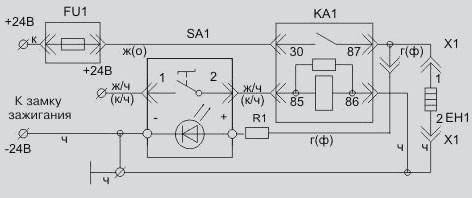 FU1
+24В
к
+24В
SA1
ж(о)
KA1
30
87
г(ф)
X1
ж/ч
(к/ч)
1
2
ж/ч
(к/ч)
85
86
1
К замку
зажигания
-
+
R1
2
EH1
ч
г(ф)
ч
ч
X1
-24В
ч